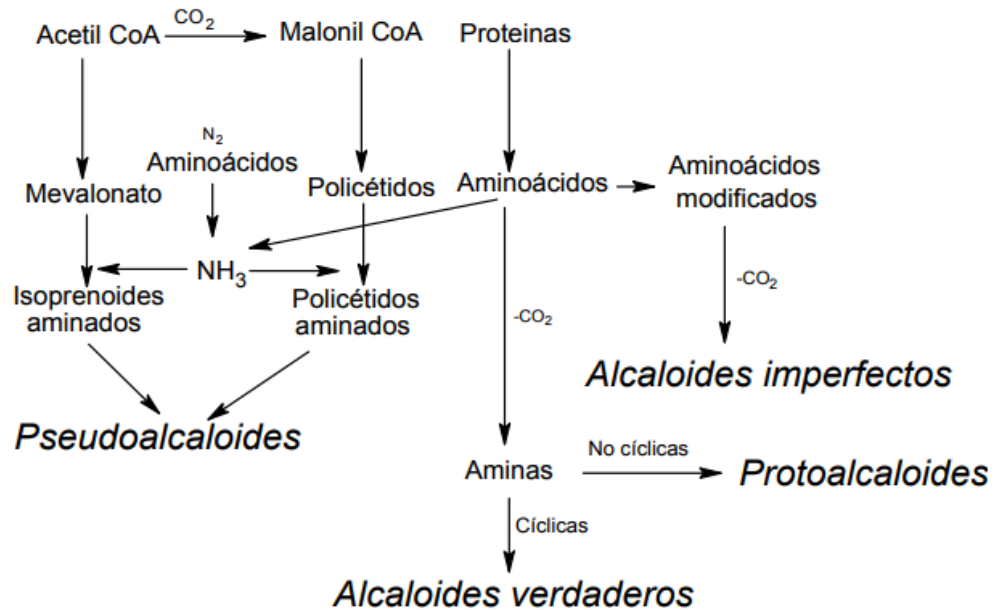 Acetil CoA
CO2
Malonil CoA
Proteinas
N2
Aminoácidos
Mevalonato
Policétidos
Aminoácidos
Aminoácidos
modificados
NH3
Isoprenoides
aminados
Policétidos
aminados
-CO2
-CO2
Alcaloides imperfectos
Pseudoalcaloides
Aminas
No cíclicas
Protoalcaloides
Cíclicas
Alcaloides verdaderos